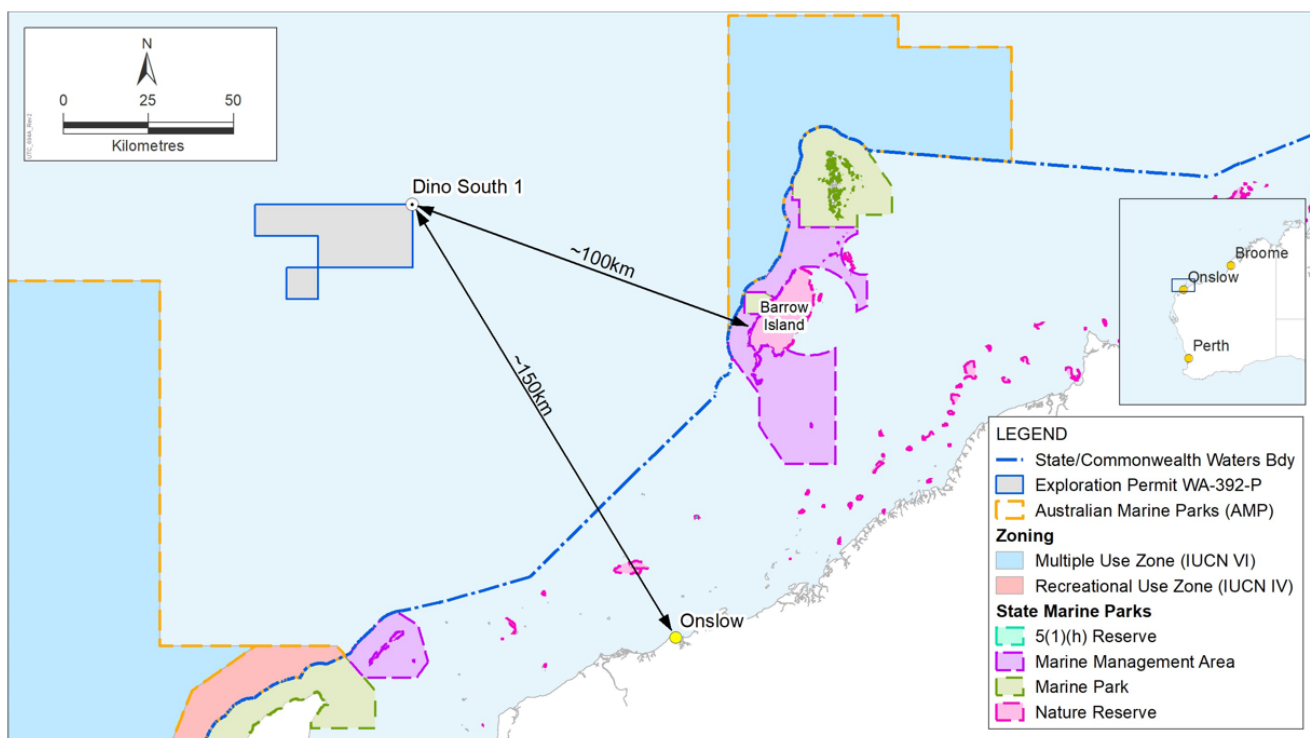 N
0 25 50
Kilometres
UTC_694A_Rev2
Dino South 1
~100km
~150km
Barrow
Island
Onslow
Broome
Onslow
Perth
LEGEND
State/Commonwealth Waters Bdy
Exploration Permit WA-392-P
Australian Marine Parks (AMP)
Zoning
Multiple Use Zone (IUCN VI)
Recreational Use Zone (IUCN IV)
State Marine Parks
5(1)(h) Reserve
Marine Management Area
Marine Park
Nature Reserve